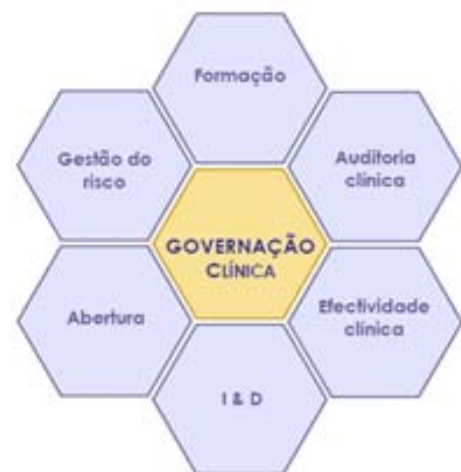 Formação
Gestão do
risco
Auditoria
clínica
GOVERNAÇÃO
CLÍNICA
Abertura
Efectividade
clínica
I & D